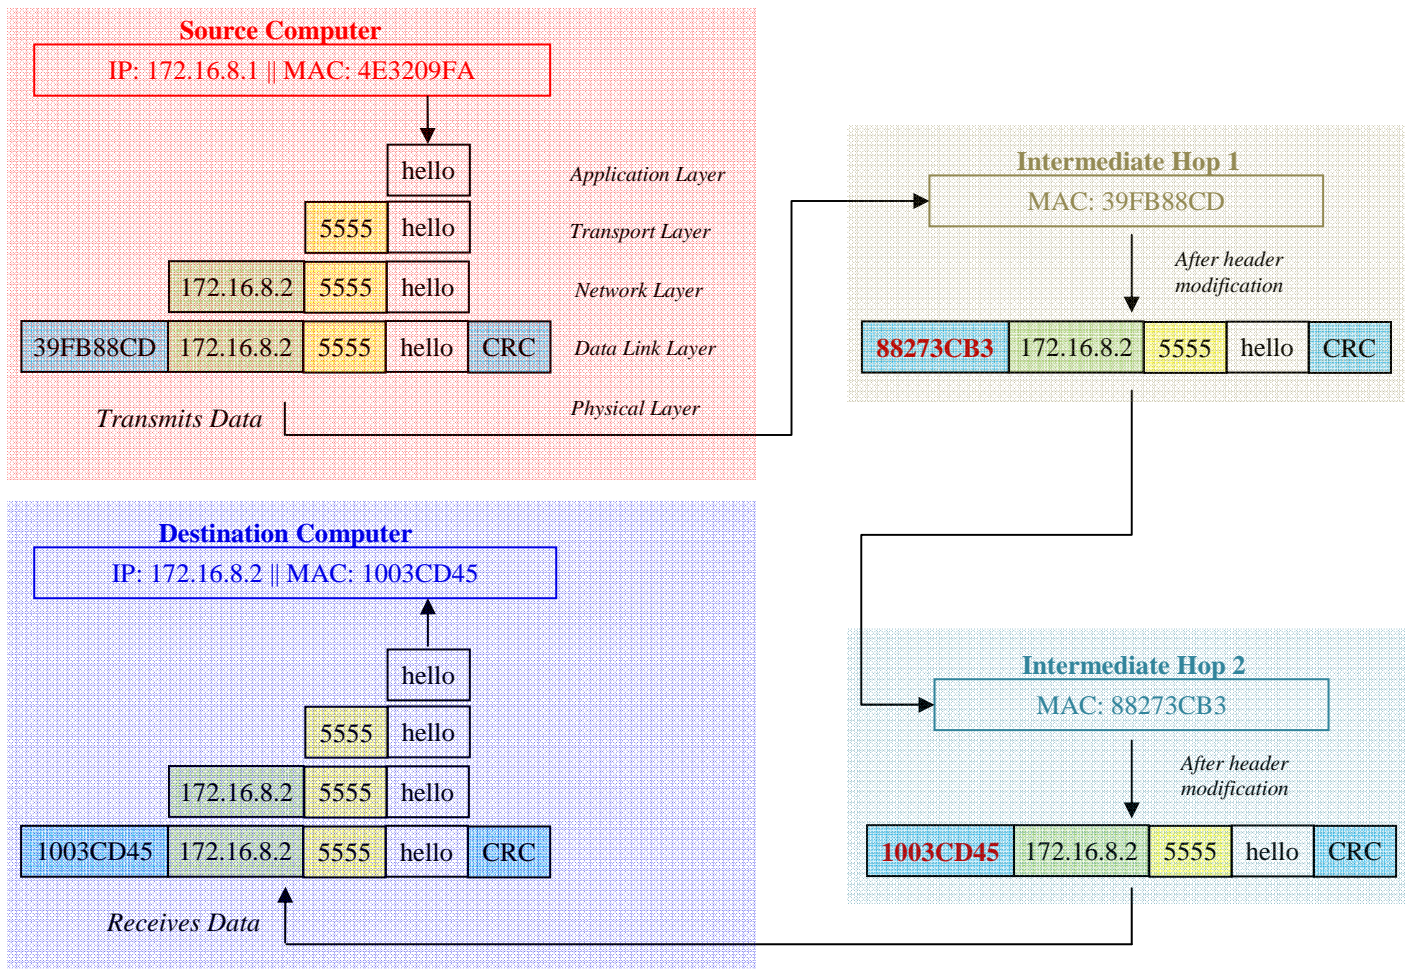 Source Computer
IP: 172.16.8.1 || MAC: 4E3209FA
hello
Application Layer
5555 hello
Transport Layer
172.16.8.2 5555 hello
Network Layer
39FB88CD 172.16.8.2 5555 hello CRC
Data Link Layer
Transmits Data
Physical Layer
Intermediate Hop 1
MAC: 39FB88CD
After header
modification
88273CB3 172.16.8.2 5555 hello CRC
Intermediate Hop 2
MAC: 88273CB3
After header
modification
1003CD45 172.16.8.2 5555 hello CRC
Destination Computer
IP: 172.16.8.2 || MAC: 1003CD45
hello
5555 hello
172.16.8.2 5555 hello
1003CD45 172.16.8.2 5555 hello CRC
Receives Data